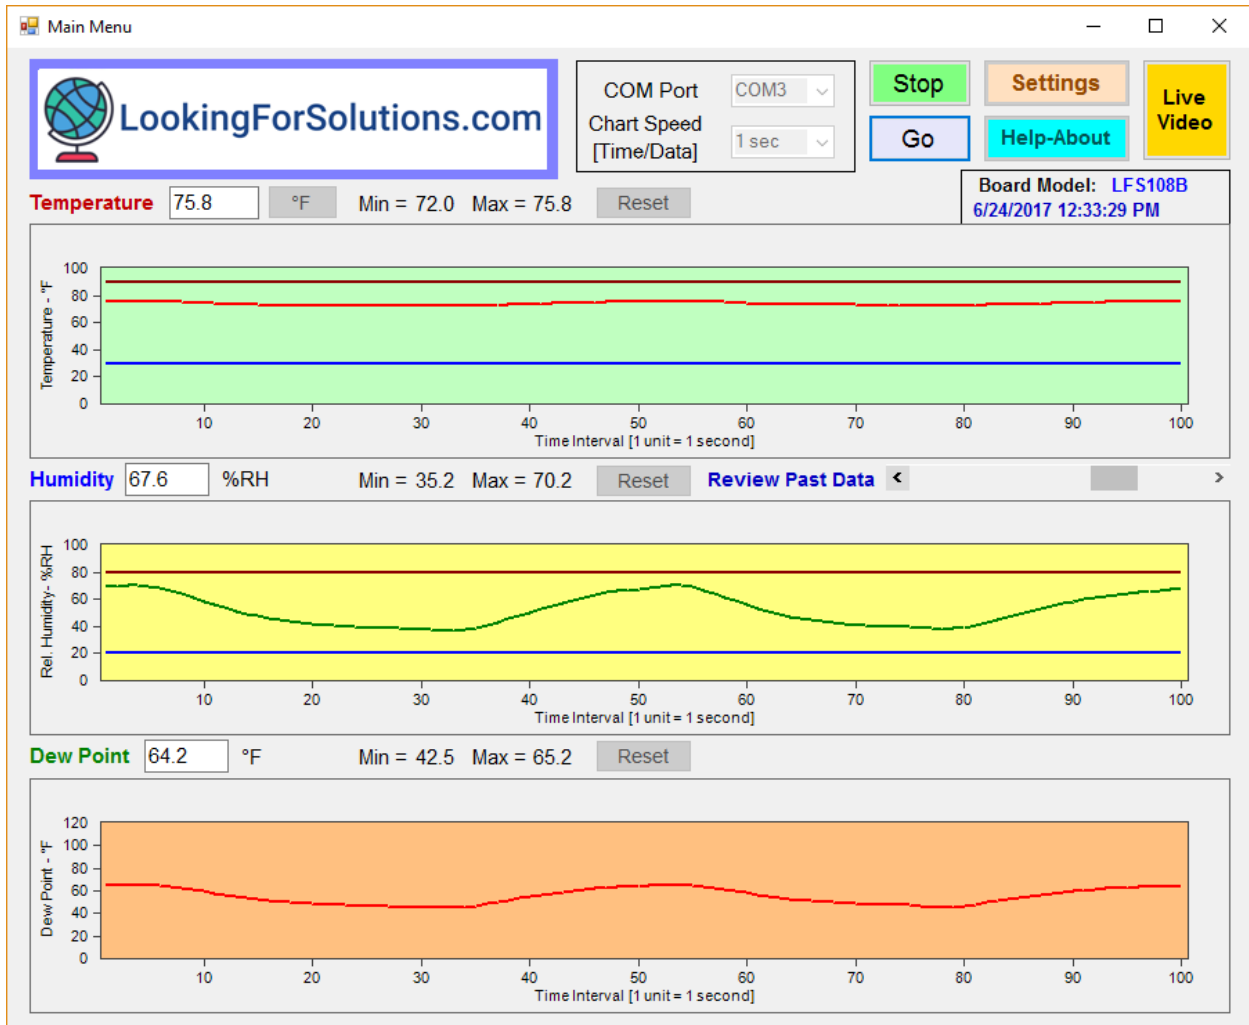 Main Menu
LookingForSolutions.com
COM Port COM3
Chart Speed
[Time/Data] 1 sec
Stop Settings
Go Help-About
Live
Video
Board Model: LFS108B
6/24/2017 12:33:29 PM
Temperature 75.8 °F Min = 72.0 Max = 75.8 Reset
Temperature - °F
100
80
60
40
20
0
10 20 30 40 50 60 70 80 90 100
Time Interval [1 unit = 1 second]
Humidity 67.6 %RH Min = 35.2 Max = 70.2 Reset Review Past Data < >
Rel. Humidity- %RH
100
80
60
40
20
0
10 20 30 40 50 60 70 80 90 100
Time Interval [1 unit = 1 second]
Dew Point 64.2 °F Min = 42.5 Max = 65.2 Reset
Dew Point - °F
120
100
80
60
40
20
0
10 20 30 40 50 60 70 80 90 100
Time Interval [1 unit = 1 second]